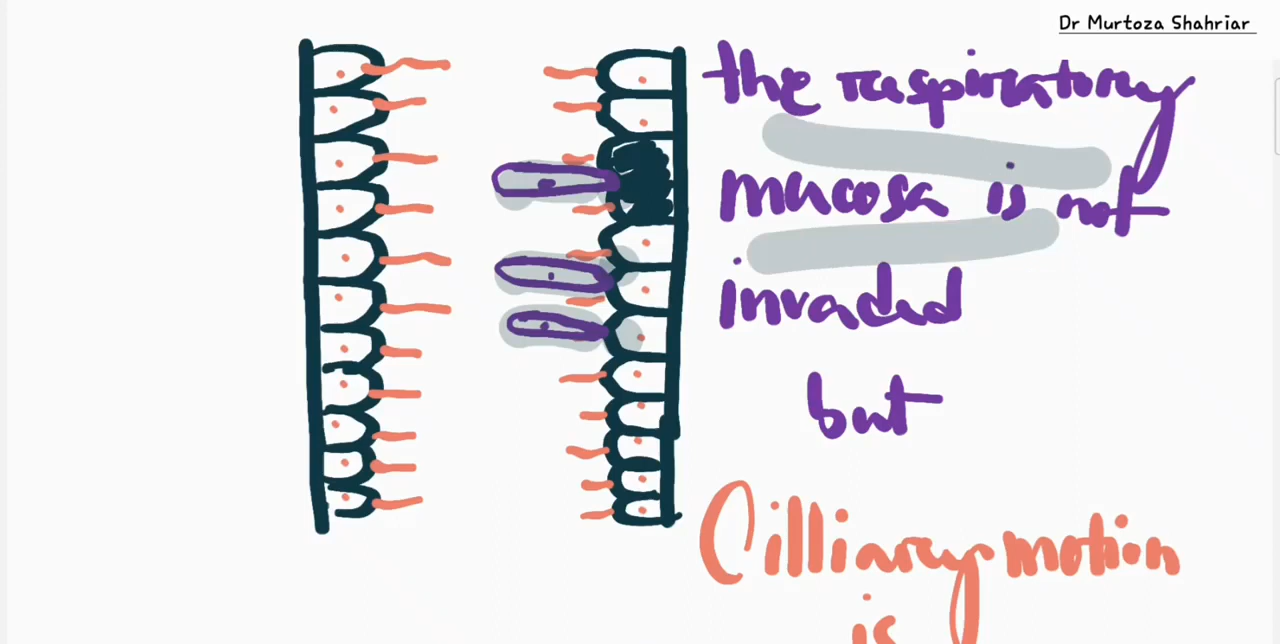 Dr Murtoza Shahriar
the respiratory
mucosa is not
invaded
but
Cilliary motion
is